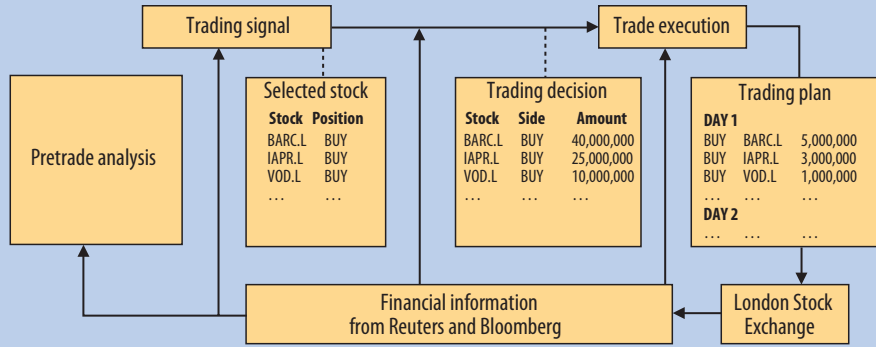 Trading signal
Trade execution
Pretrade analysis
Selected stock
Stock Position
BARC.L BUY
IAPR.L BUY
VOD.L BUY
... ...
Trading decision
Stock Side Amount
BARC.L BUY 40,000,000
IAPR.L BUY 25,000,000
VOD.L BUY 10,000,000
... ... ...
Trading plan
DAY 1
BUY BARC.L 5,000,000
BUY IAPR.L 3,000,000
BUY VOD.L 1,000,000
... ... ...
DAY 2
... ... ...
Financial information
from Reuters and Bloomberg
London Stock
Exchange